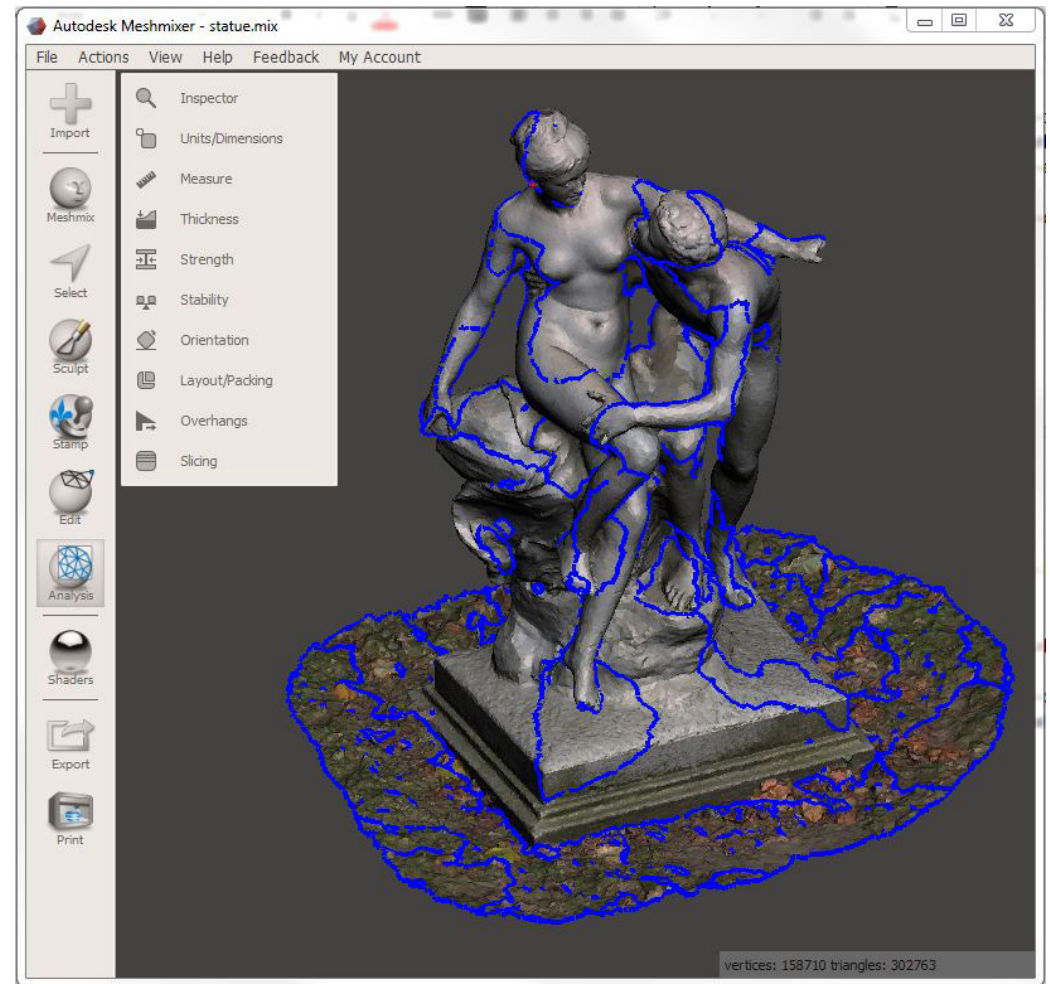 Autodesk Meshmixer - statue.mix
File Actions View Help Feedback My Account
Import
Meshmix
Select
Sculpt
Stamp
Edit
Analysis
Shaders
Export
Print
Inspector
Units/Dimensions
Measure
Thickness
Strength
Stability
Orientation
Layout/Packing
Overhangs
Slicing
vertices: 158710 triangles: 302763